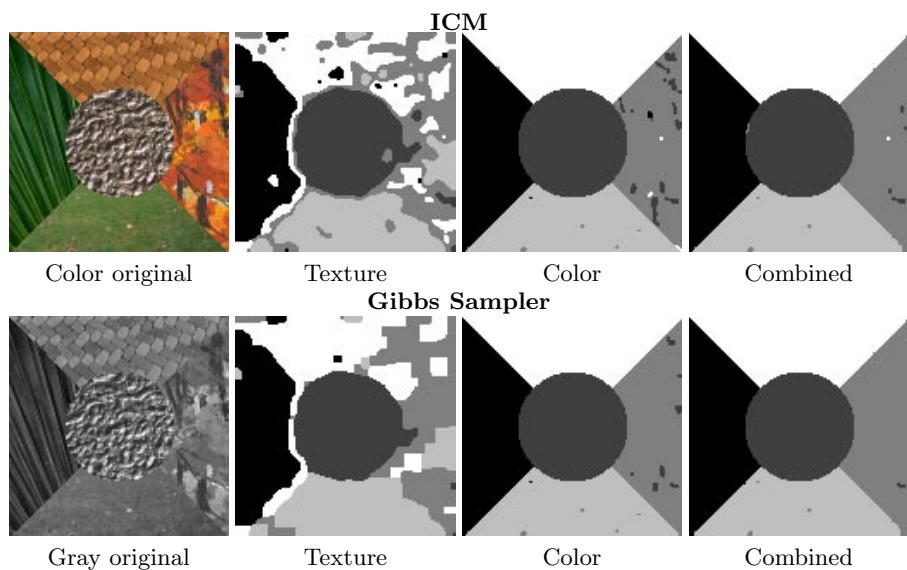 ICM
Color original Texture Color Combined
Gibbs Sampler
Gray original Texture Color Combined